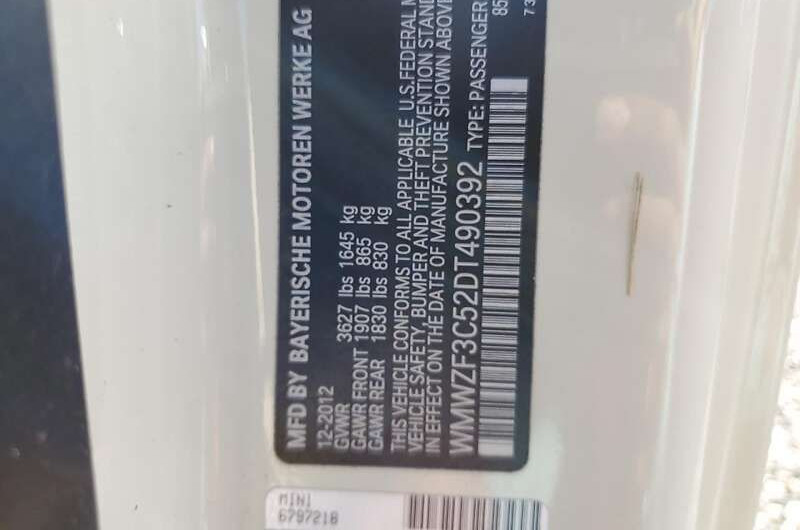 MFD BY BAYERISCHE MOTOREN WERKE AG
12-2012
GVWR 3627 lbs 1645 kg
GAWR FRONT 1907 lbs 865 kg
GAWR REAR 1830 lbs 830 kg
THIS VEHICLE CONFORMS TO ALL APPLICABLE U.S.FEDERAL M
VEHICLE SAFETY, BUMPER AND THEFT PREVENTION STAND
IN EFFECT ON THE DATE OF MANUFACTURE SHOWN ABOVE
WMWZF3C52DT490392 TYPE: PASSENGER
85
73
MINI
6797218